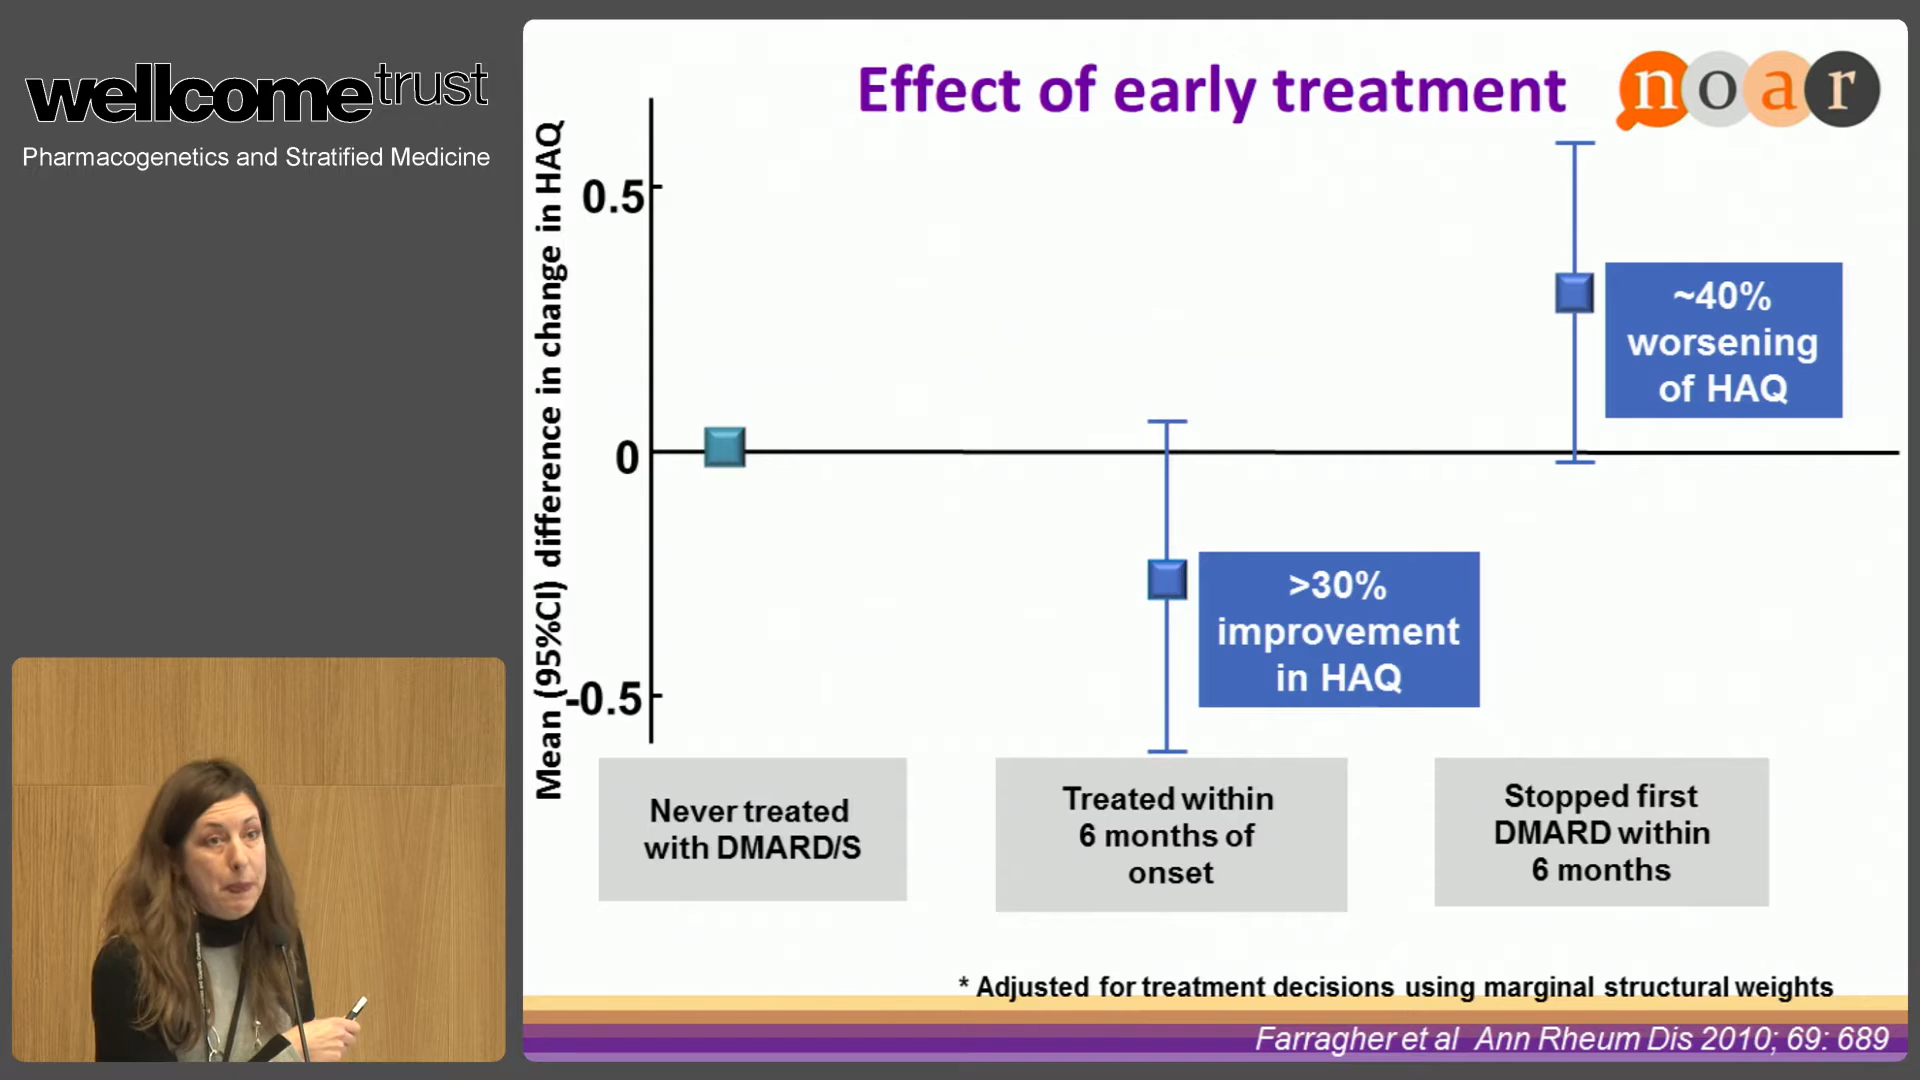 wellcometrust
Pharmacogenetics and Stratified Medicine
Effect of early treatment
noar
Mean (95%CI) difference in change in HAQ
0.5
0
-0.5
~40%
worsening
of HAQ
>30%
improvement
in HAQ
Never treated
with DMARD/S
Treated within
6 months of
onset
Stopped first
DMARD within
6 months
* Adjusted for treatment decisions using marginal structural weights
Farragher et al Ann Rheum Dis 2010; 69: 689